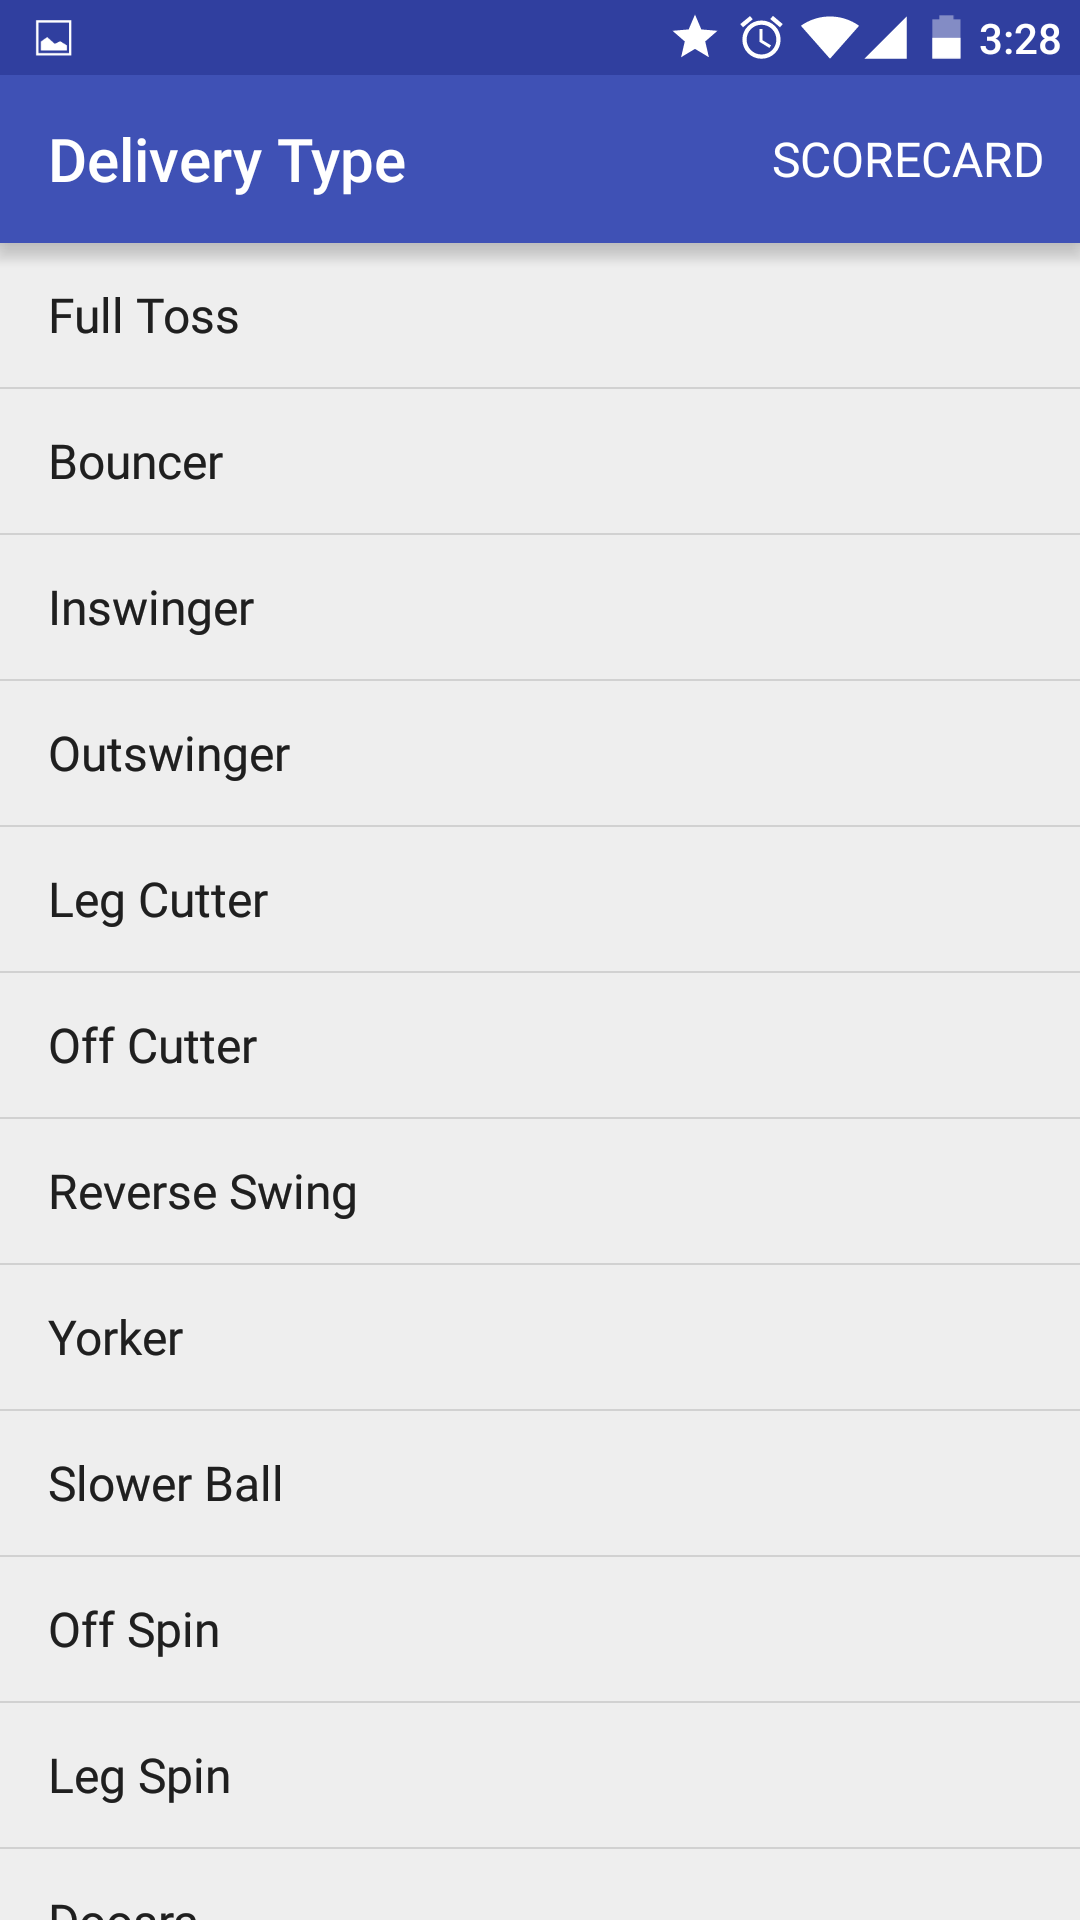 3:28
Delivery Type SCORECARD
Full Toss
Bouncer
Inswinger
Outswinger
Leg Cutter
Off Cutter
Reverse Swing
Yorker
Slower Ball
Off Spin
Leg Spin